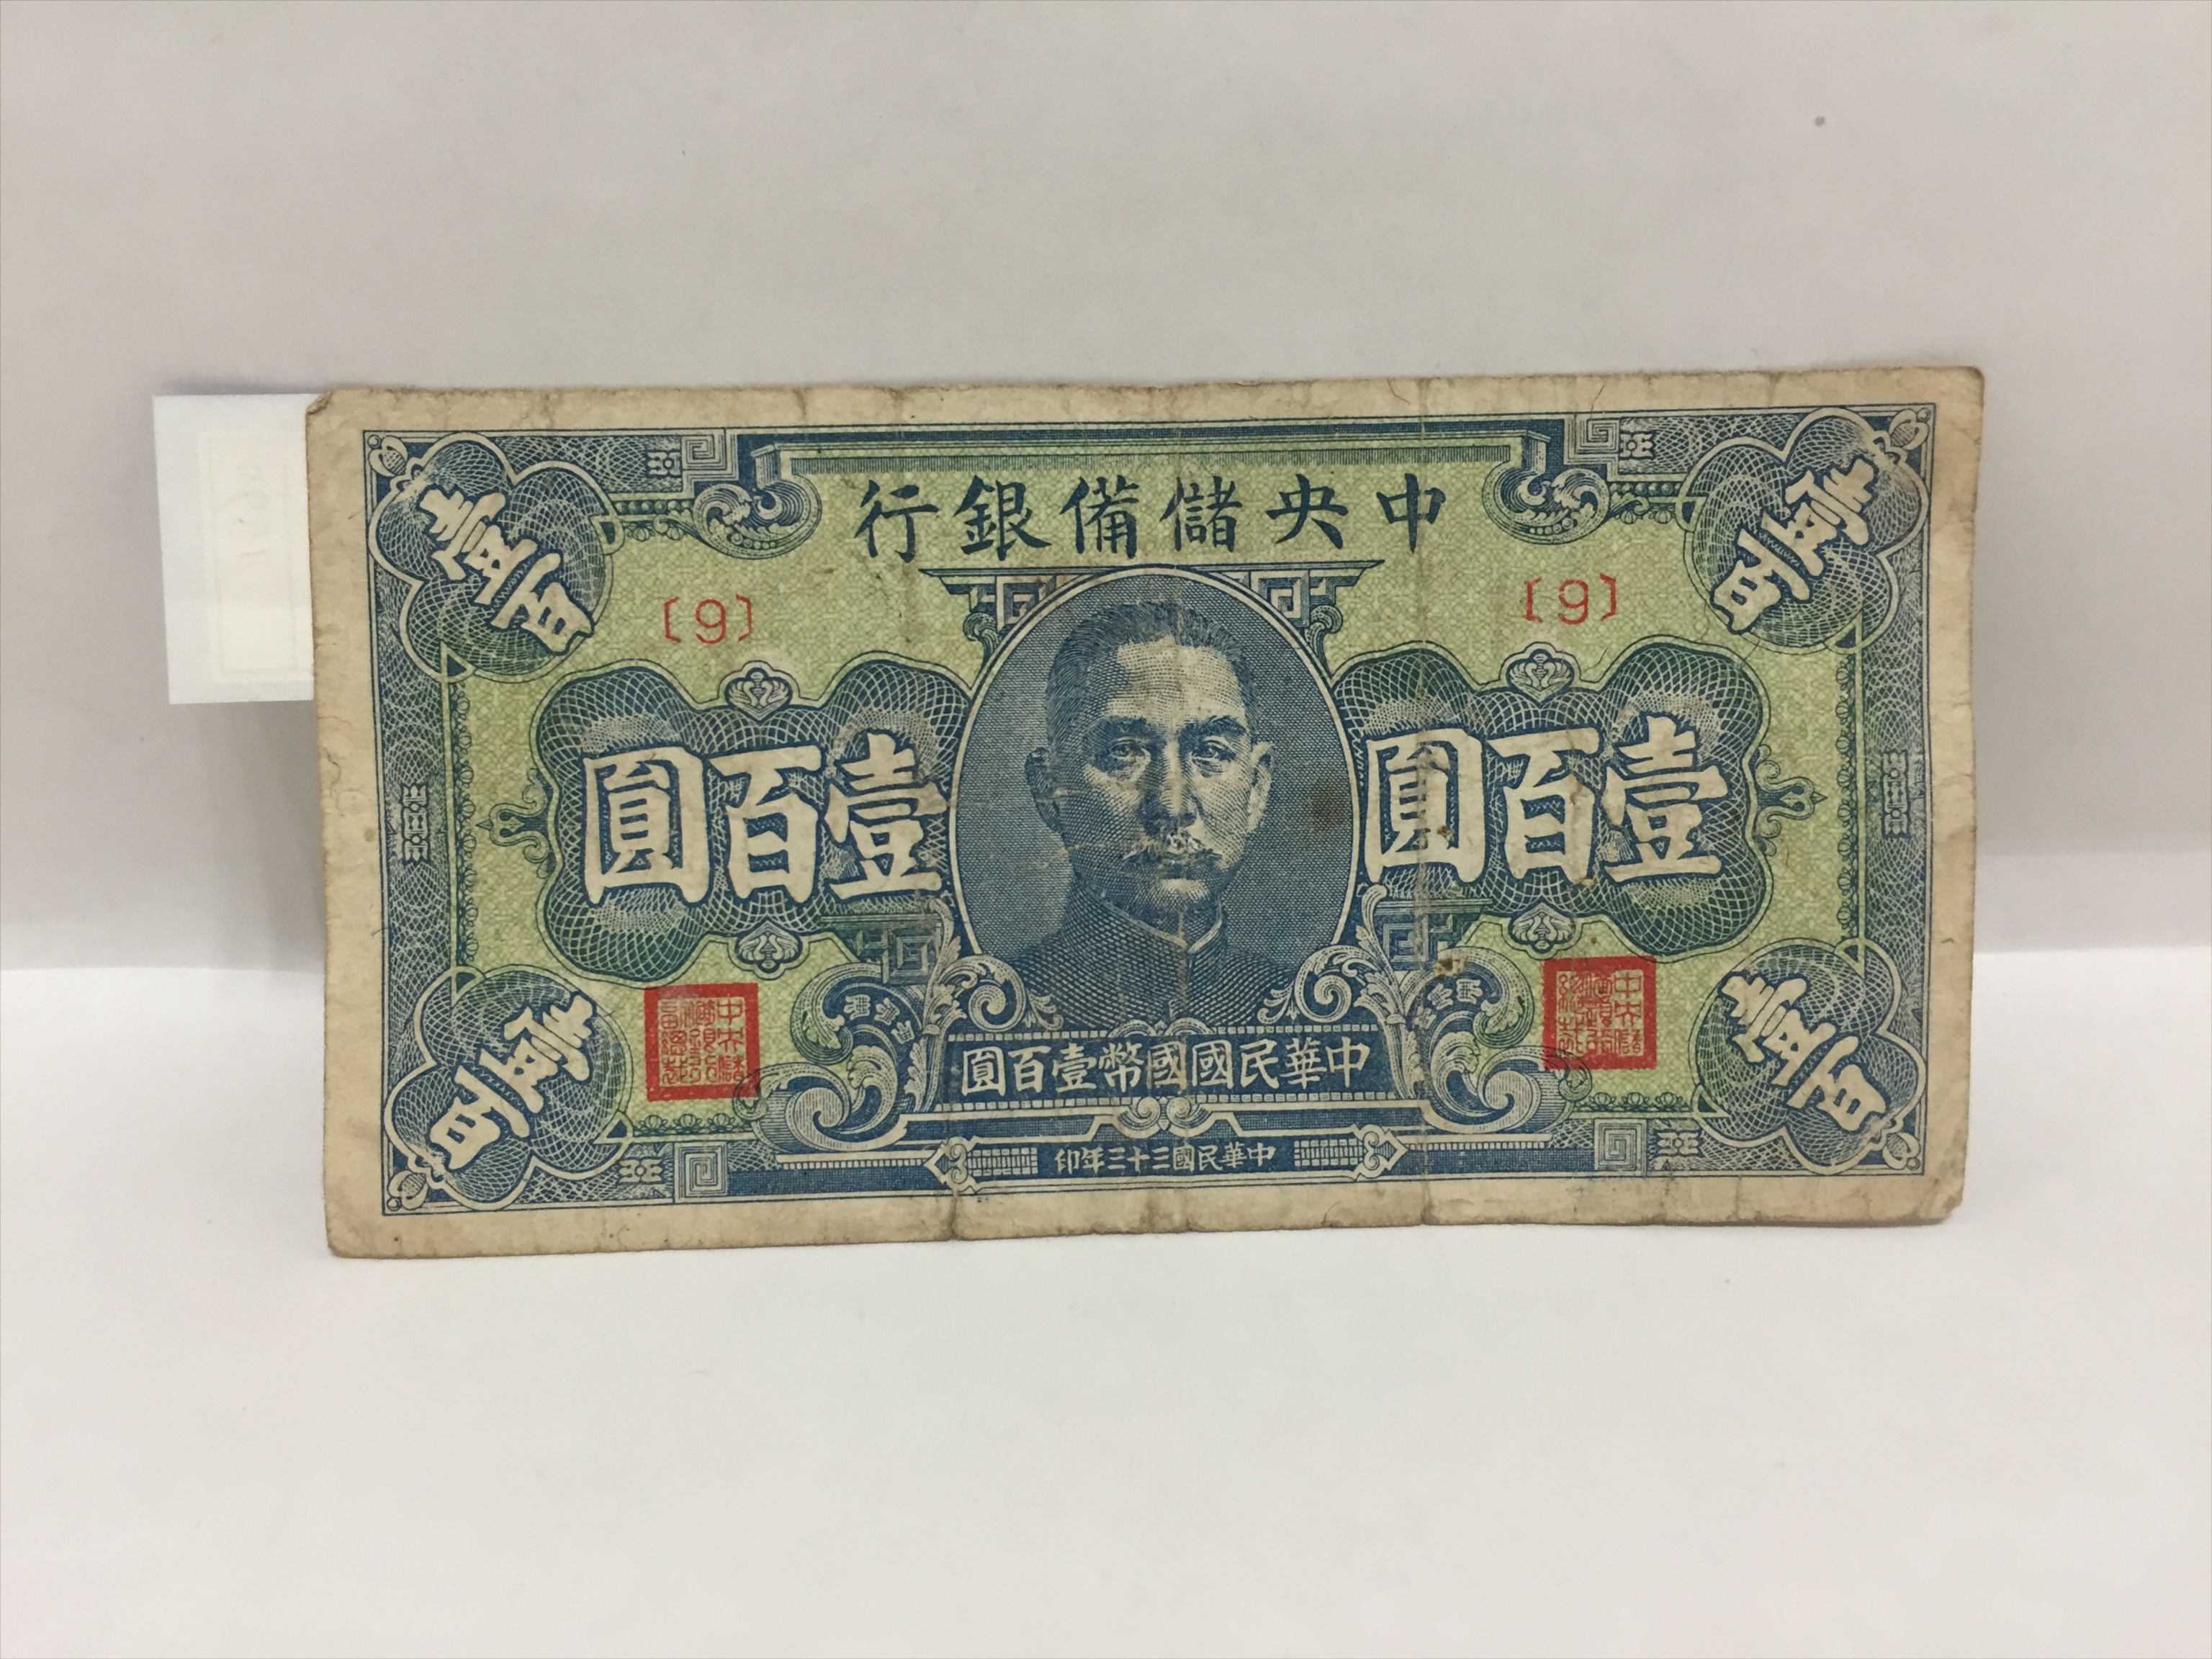 中央儲備銀行
〔9〕 〔9〕
壹百 壹百
壹百圓 壹百圓
中華民國國幣壹百圓
壹百 壹百
中華民國三十三年印